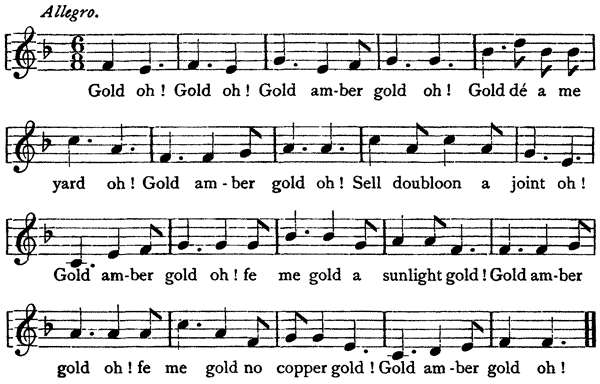 Allegro.
6
8
Gold oh! Gold oh! Gold am-ber gold oh! Gold dé a me
yard oh! Gold am-ber gold oh! Sell doubloon a joint oh!
Gold am-ber gold oh! fe me gold a sunlight gold! Gold am-ber
gold oh! fe me gold no copper gold! Gold am-ber gold oh!